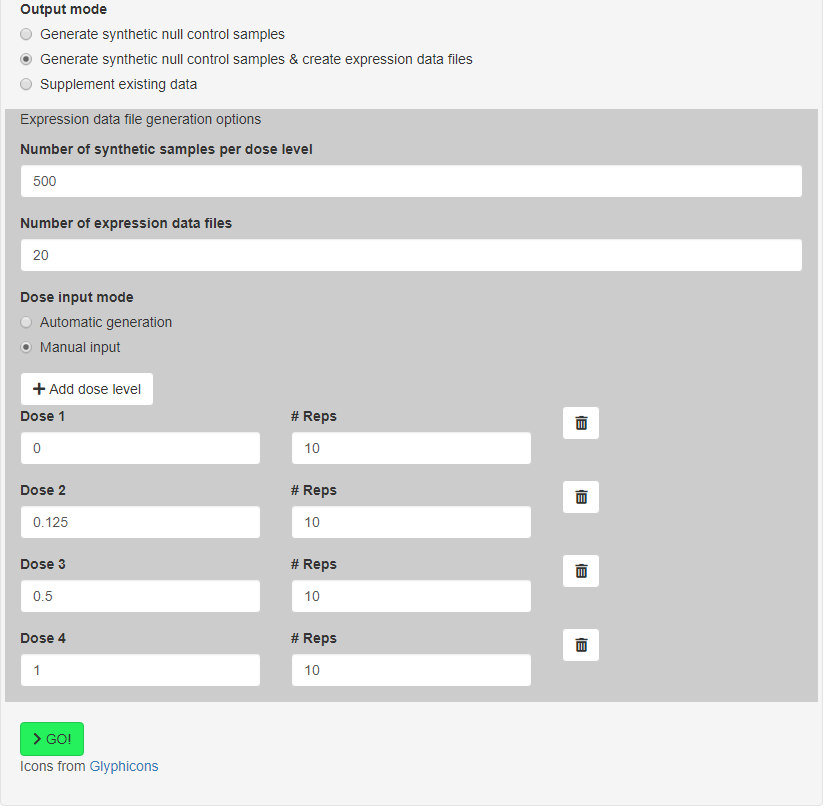 Output mode
Generate synthetic null control samples
Generate synthetic null control samples & create expression data files
Supplement existing data
Expression data file generation options
Number of synthetic samples per dose level
500
Number of expression data files
20
Dose input mode
Automatic generation
Manual input
Add dose level
Dose 1 # Reps
0 10
Dose 2 # Reps
0.125 10
Dose 3 # Reps
0.5 10
Dose 4 # Reps
1 10
GO!
Icons from Glyphicons